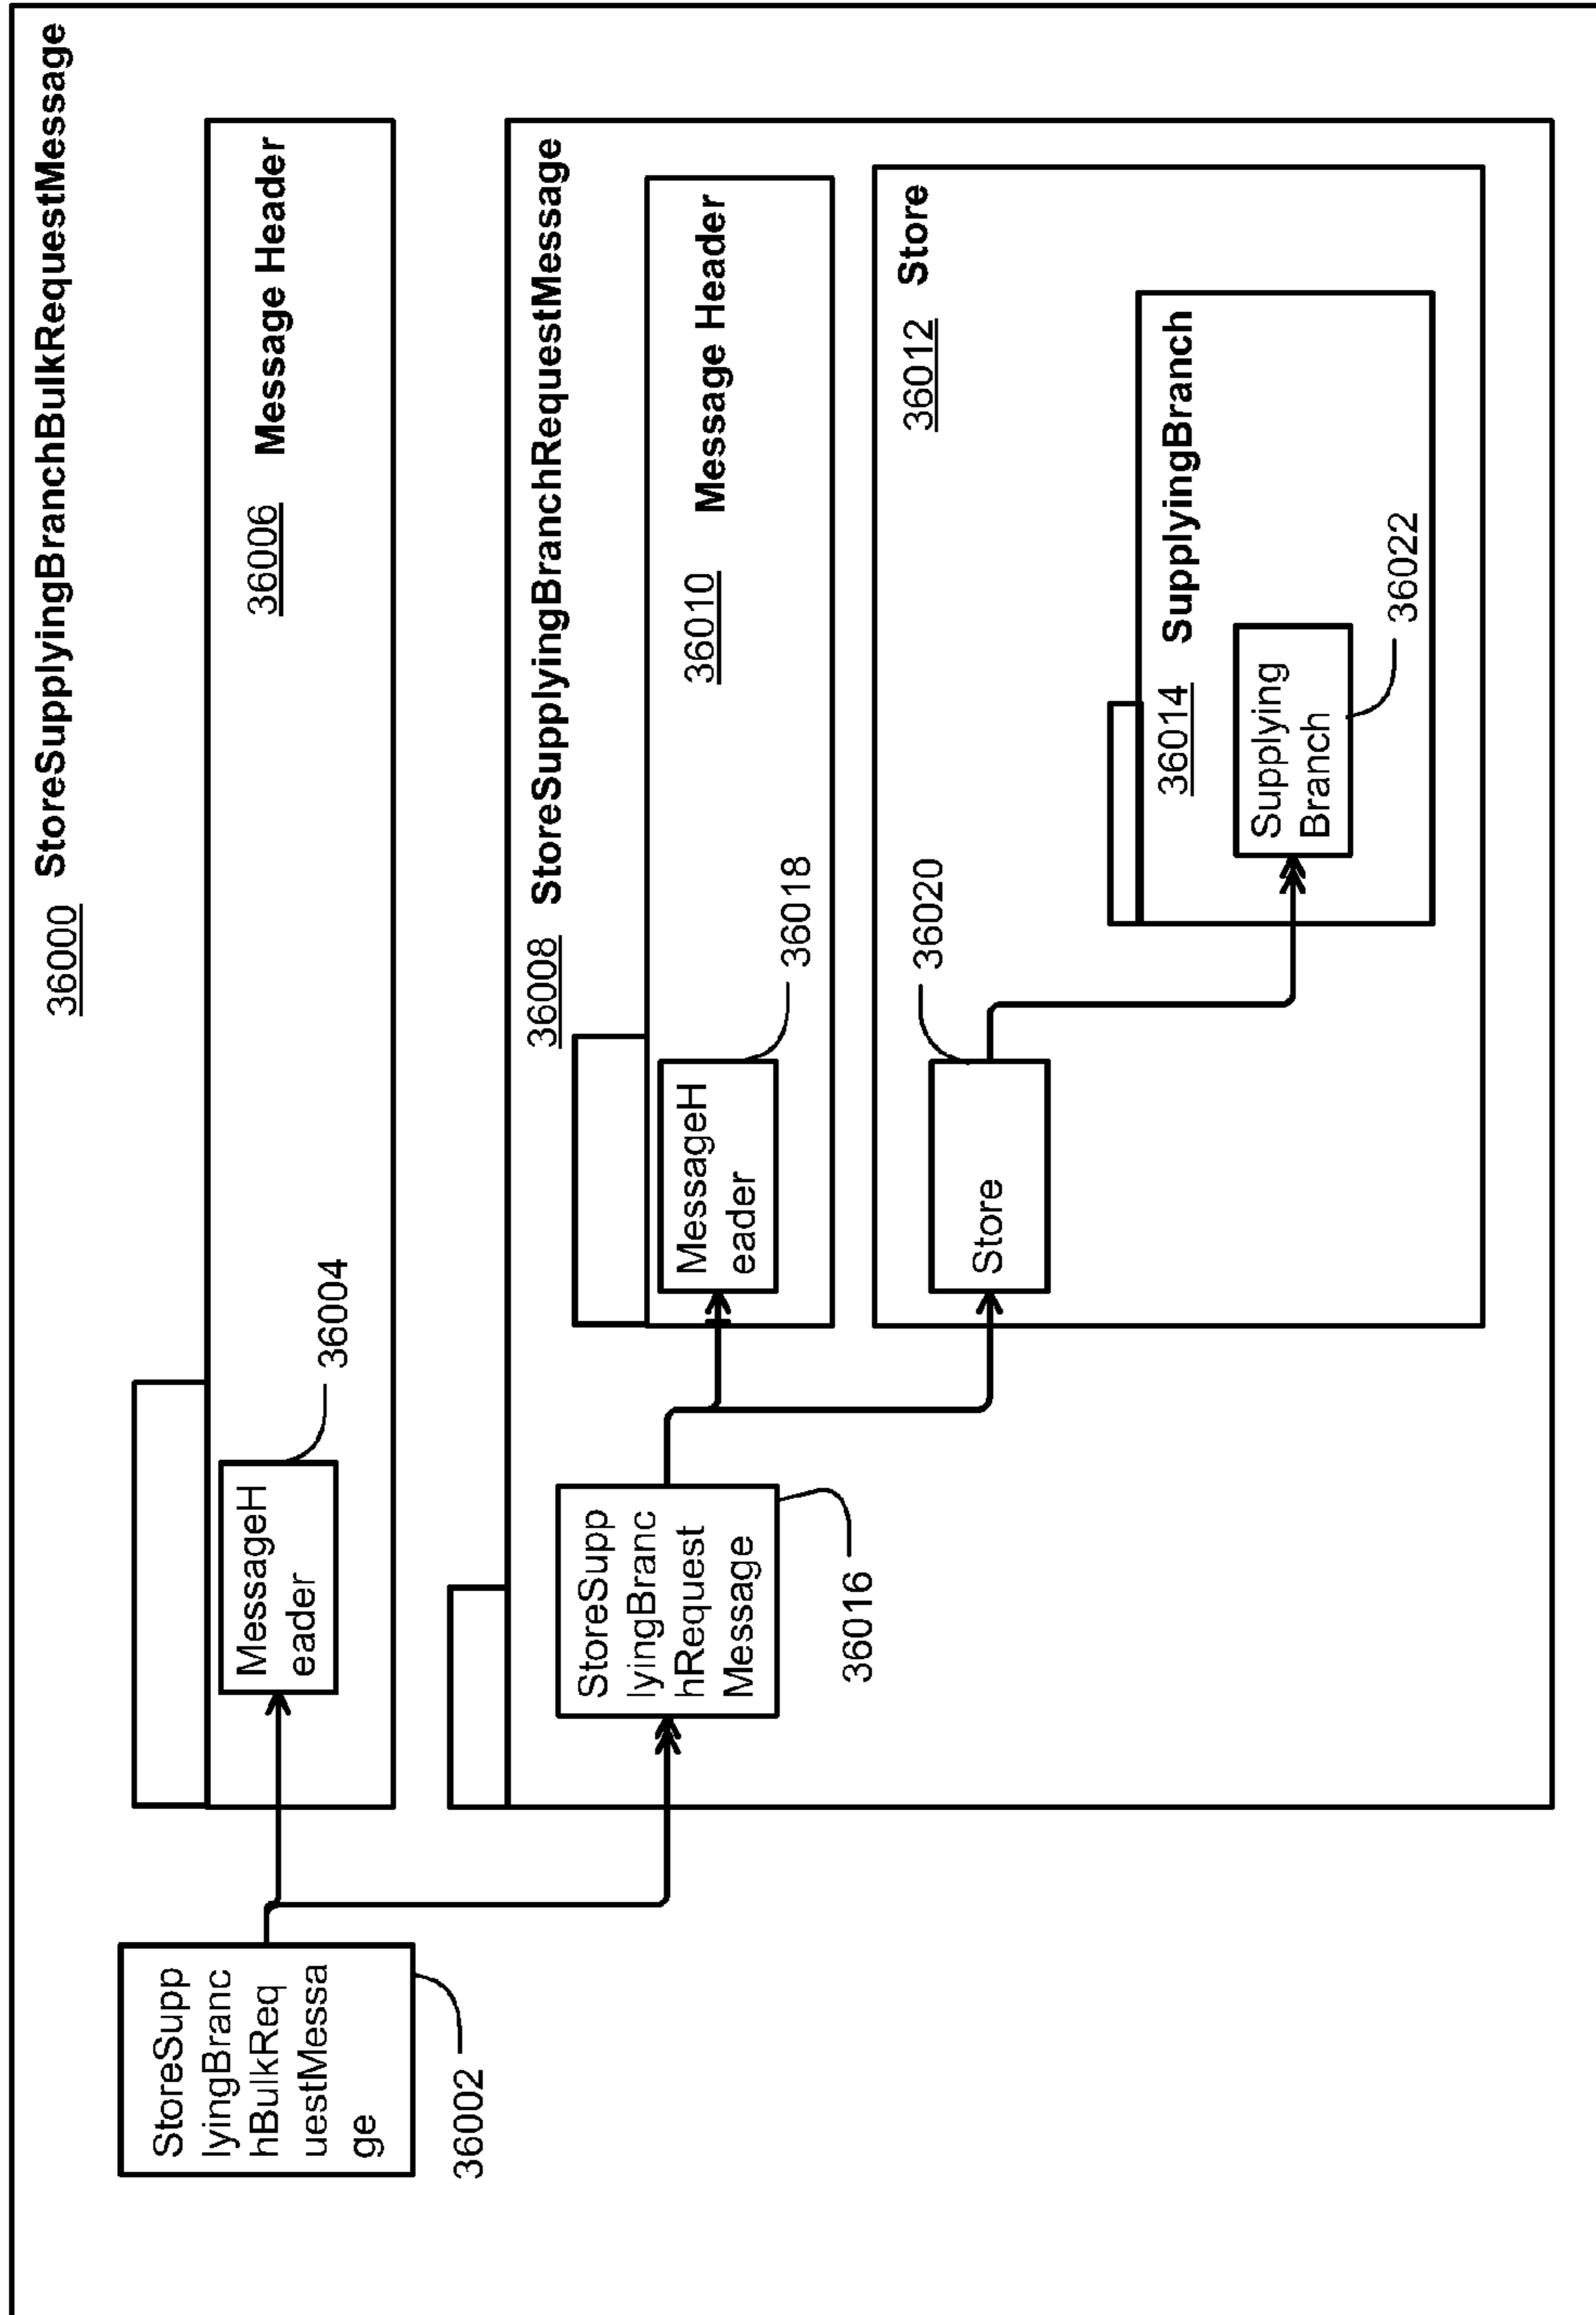 36000 StoreSupplyingBranchBulkRequestMessage
StoreSupp
lyingBranc
hBulkReq
uestMessa
ge
36002
MessageH
eader
36004
36006 Message Header
36008 StoreSupplyingBranchRequestMessage
StoreSupp
lyingBranc
hRequest
Message
36016
MessageH
eader
36018
36010 Message Header
36012 Store
Store
36020
36014 SupplyingBranch
Supplying
Branch
36022